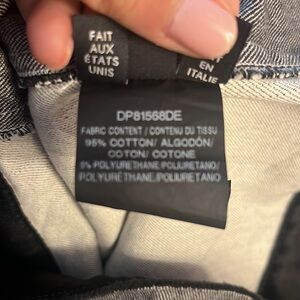 FAIT
AUX
ÉTATS
UNIS
EN
ITALIE
DP81568DE
FABRIC CONTENT / CONTENU DU TISSU
95% COTTON/ ALGODÓN/
COTON/ COTONE
5% POLYURETHANE/POLIURETANO/
POLYURÉTHANE/POLIURETANO